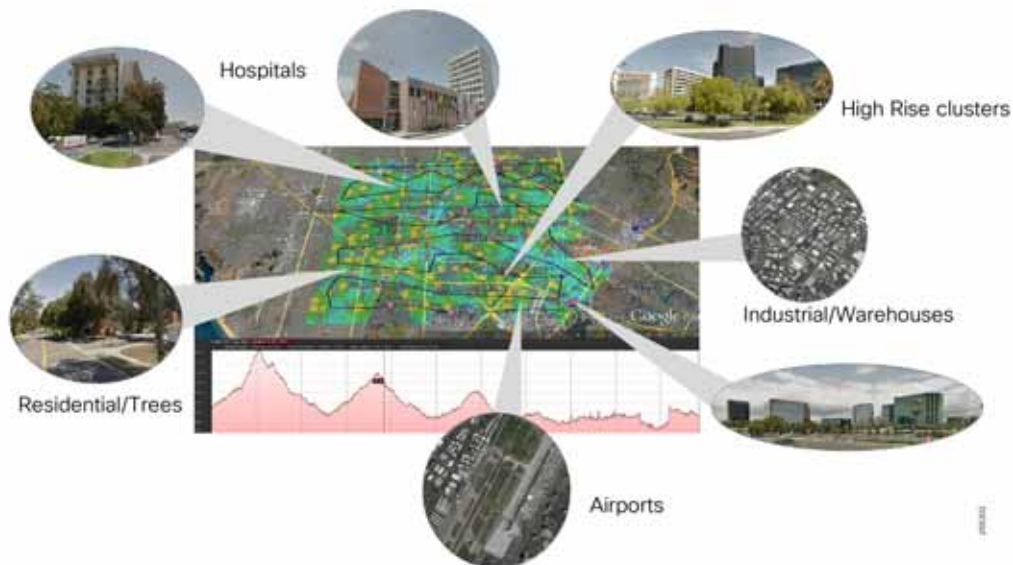 Hospitals
High Rise clusters
Google
Industrial/Warehouses
Residential/Trees
Airports